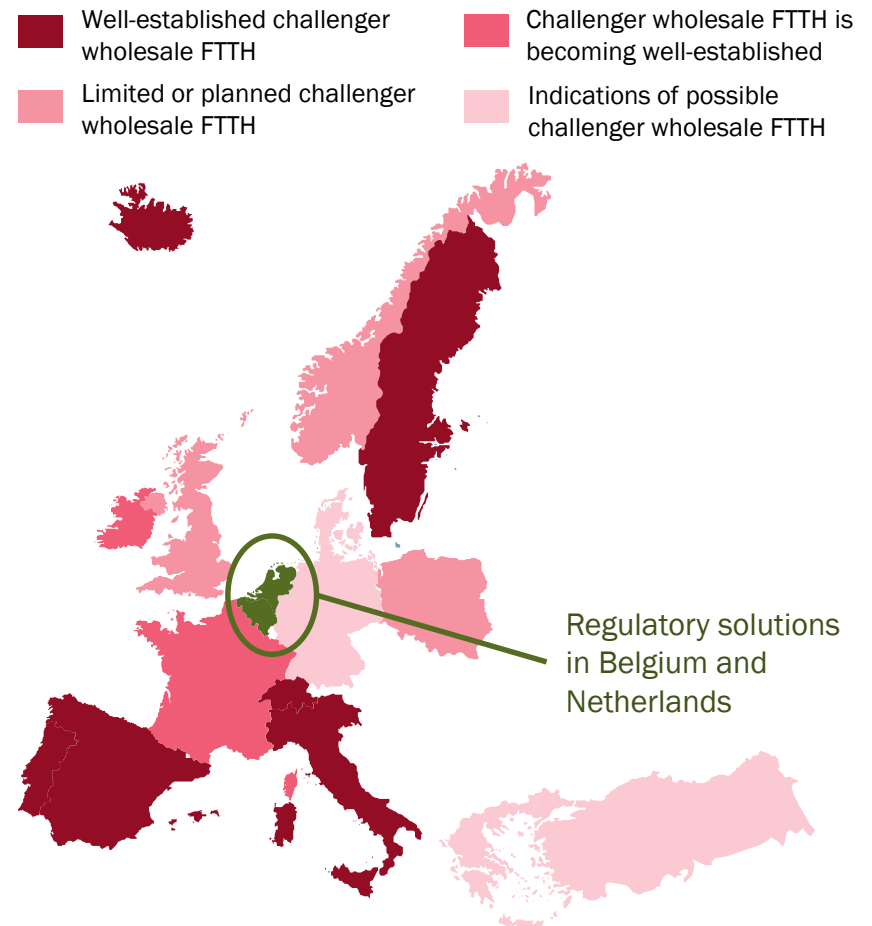 Well-established challenger
wholesale FTTH
Challenger wholesale FTTH is
becoming well-established
Limited or planned challenger
wholesale FTTH
Indications of possible
challenger wholesale FTTH
Regulatory solutions
in Belgium and
Netherlands